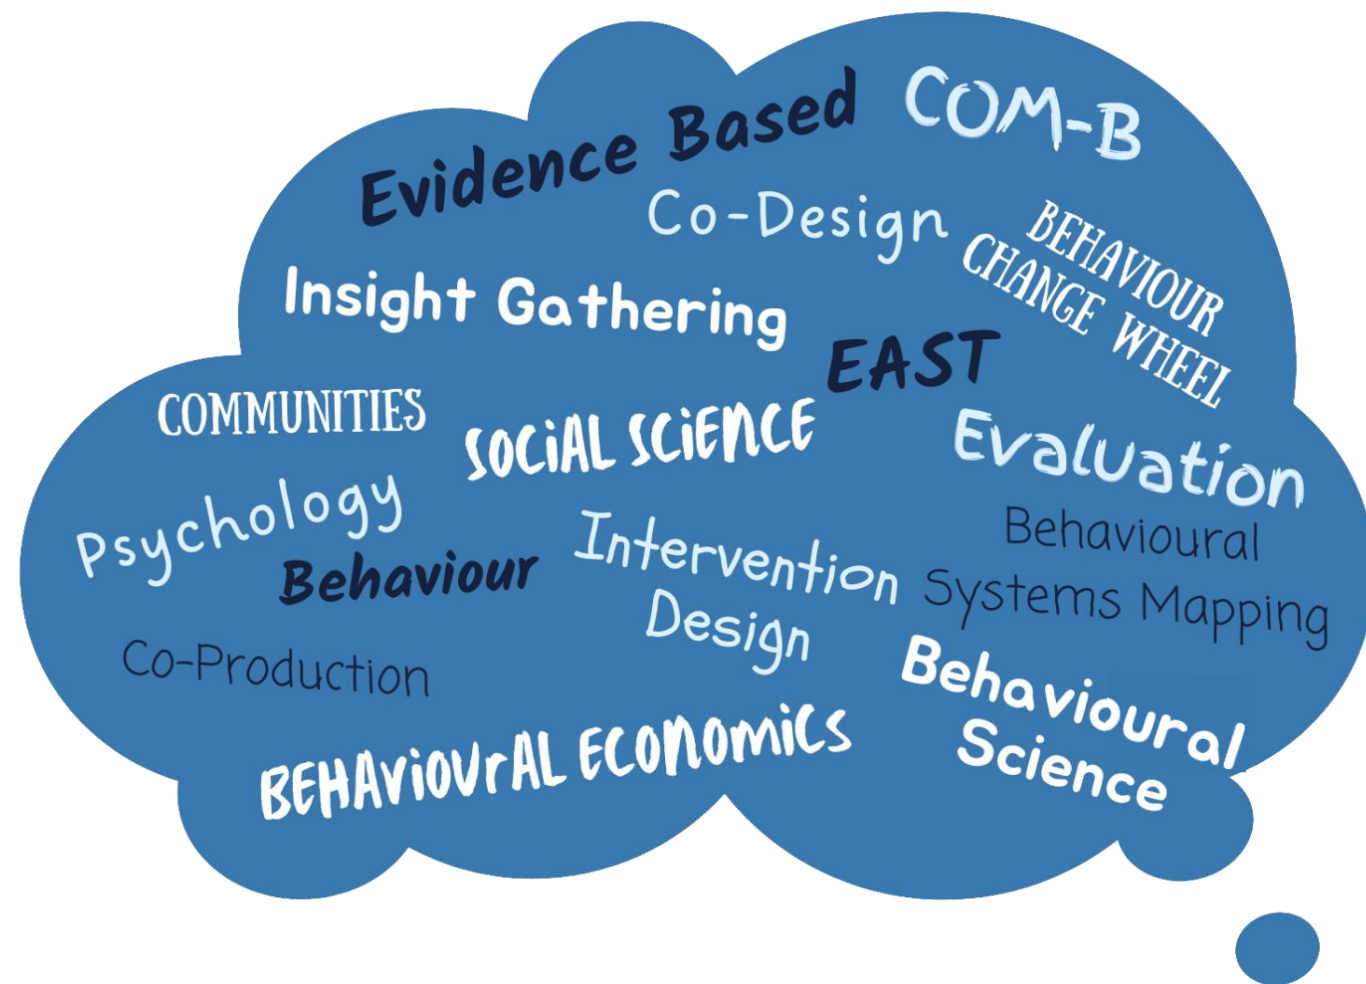 Evidence Based
COM-B
Co-Design
BEHAVIOUR
CHANGE WHEEL
Insight Gathering
EAST
COMMUNITIES
SOCiAL SCiENCE
Evaluation
Psychology
Behaviour
Intervention
Design
Behavioural
Systems Mapping
Co-Production
Behavioural
Science
BEHAviOUrAL ECONOmiCS